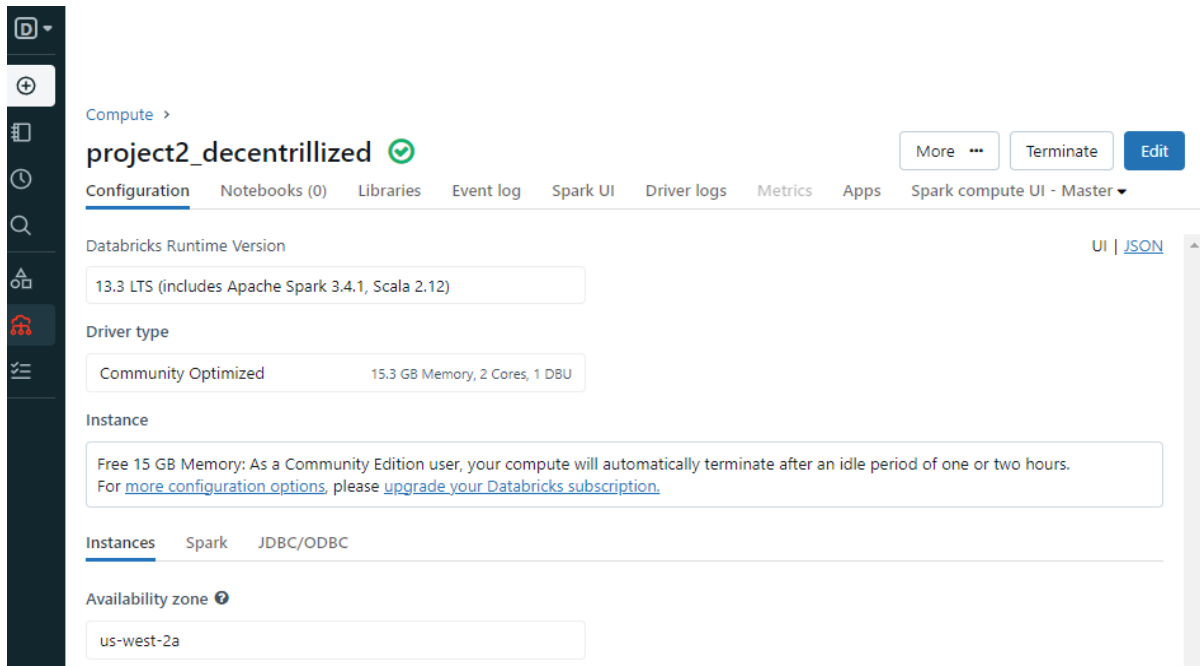 D
Compute >
project2_decentrillized
More ··· Terminate Edit
Configuration Notebooks (0) Libraries Event log Spark UI Driver logs Metrics Apps Spark compute UI - Master
Databricks Runtime Version
UI | JSON
13.3 LTS (includes Apache Spark 3.4.1, Scala 2.12)
Driver type
Community Optimized 15.3 GB Memory, 2 Cores, 1 DBU
Instance
Free 15 GB Memory: As a Community Edition user, your compute will automatically terminate after an idle period of one or two hours.
For more configuration options, please upgrade your Databricks subscription.
Instances Spark JDBC/ODBC
Availability zone ?
us-west-2a